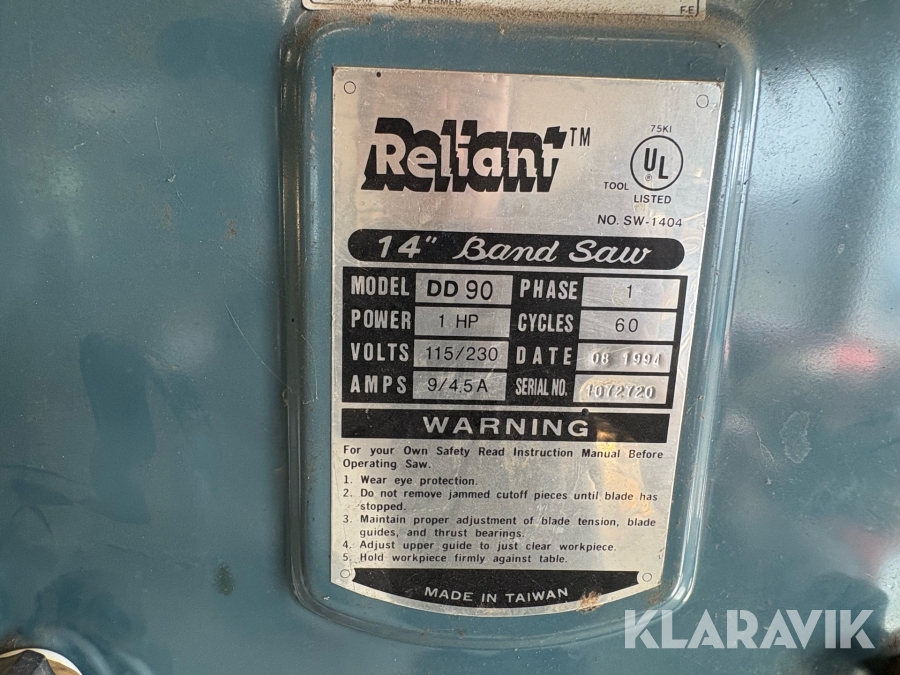 FERMER
F-E
Reliant™
75KI
UL
®
TOOL LISTED
NO. SW-1404
14" Band Saw
MODEL DD 90 PHASE 1
POWER 1 HP CYCLES 60
VOLTS 115/230 DATE 08 1994
AMPS 9/4.5 A SERIAL NO. 4072720
WARNING
For your Own Safety Read Instruction Manual Before
Operating Saw.
1. Wear eye protection.
2. Do not remove jammed cutoff pieces until blade has
stopped.
3. Maintain proper adjustment of blade tension, blade
guides, and thrust bearings.
4. Adjust upper guide to just clear workpiece.
5. Hold workpiece firmly against table.
MADE IN TAIWAN
KLARAVIK